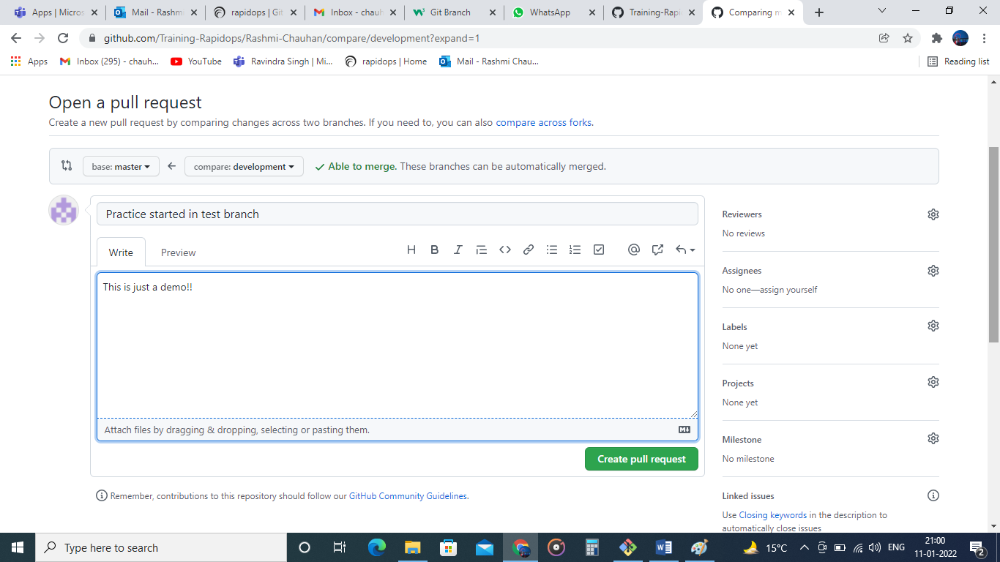 Apps | Micros
Mail - Rashmi
rapidops | Git
Inbox - chauh
Git Branch
WhatsApp
Training-Rapi
Comparing m
github.com/Training-Rapidops/Rashmi-Chauhan/compare/development?expand=1
Apps
Inbox (295) - chauh...
YouTube
Ravindra Singh | Mi...
rapidops | Home
Mail - Rashmi Chau...
Reading list
Open a pull request
Create a new pull request by comparing changes across two branches. If you need to, you can also compare across forks.
base: master
compare: development
Able to merge. These branches can be automatically merged.
Practice started in test branch
Write
Preview
This is just a demo!!
Attach files by dragging & dropping, selecting or pasting them.
Create pull request
Remember, contributions to this repository should follow our GitHub Community Guidelines.
Reviewers
No reviews
Assignees
No one—assign yourself
Labels
None yet
Projects
None yet
Milestone
No milestone
Linked issues
Use Closing keywords in the description to
automatically close issues
Type here to search
15°C
ENG
21:00
11-01-2022
2